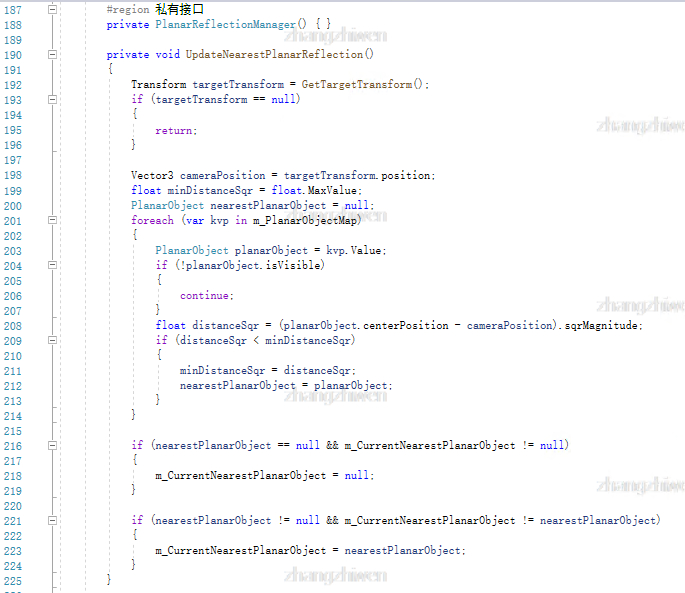 187 #region 私有接口
188 private PlanarReflectionManager() { }
189
190 private void UpdateNearestPlanarReflection()
191 {
192 Transform targetTransform = GetTargetTransform();
193 if (targetTransform == null)
194 {
195 return;
196 }
197
198 Vector3 cameraPosition = targetTransform.position;
199 float minDistanceSqr = float.MaxValue;
200 PlanarObject nearestPlanarObject = null;
201 foreach (var kvp in m_PlanarObjectMap)
202 {
203 PlanarObject planarObject = kvp.Value;
204 if (!planarObject.isVisible)
205 {
206 continue;
207 }
208 float distanceSqr = (planarObject.centerPosition - cameraPosition).sqrMagnitude;
209 if (distanceSqr < minDistanceSqr)
210 {
211 minDistanceSqr = distanceSqr;
212 nearestPlanarObject = planarObject;
213 }
214 }
215
216 if (nearestPlanarObject == null && m_CurrentNearestPlanarObject != null)
217 {
218 m_CurrentNearestPlanarObject = null;
219 }
220
221 if (nearestPlanarObject != null && m_CurrentNearestPlanarObject != nearestPlanarObject)
222 {
223 m_CurrentNearestPlanarObject = nearestPlanarObject;
224 }
225 }